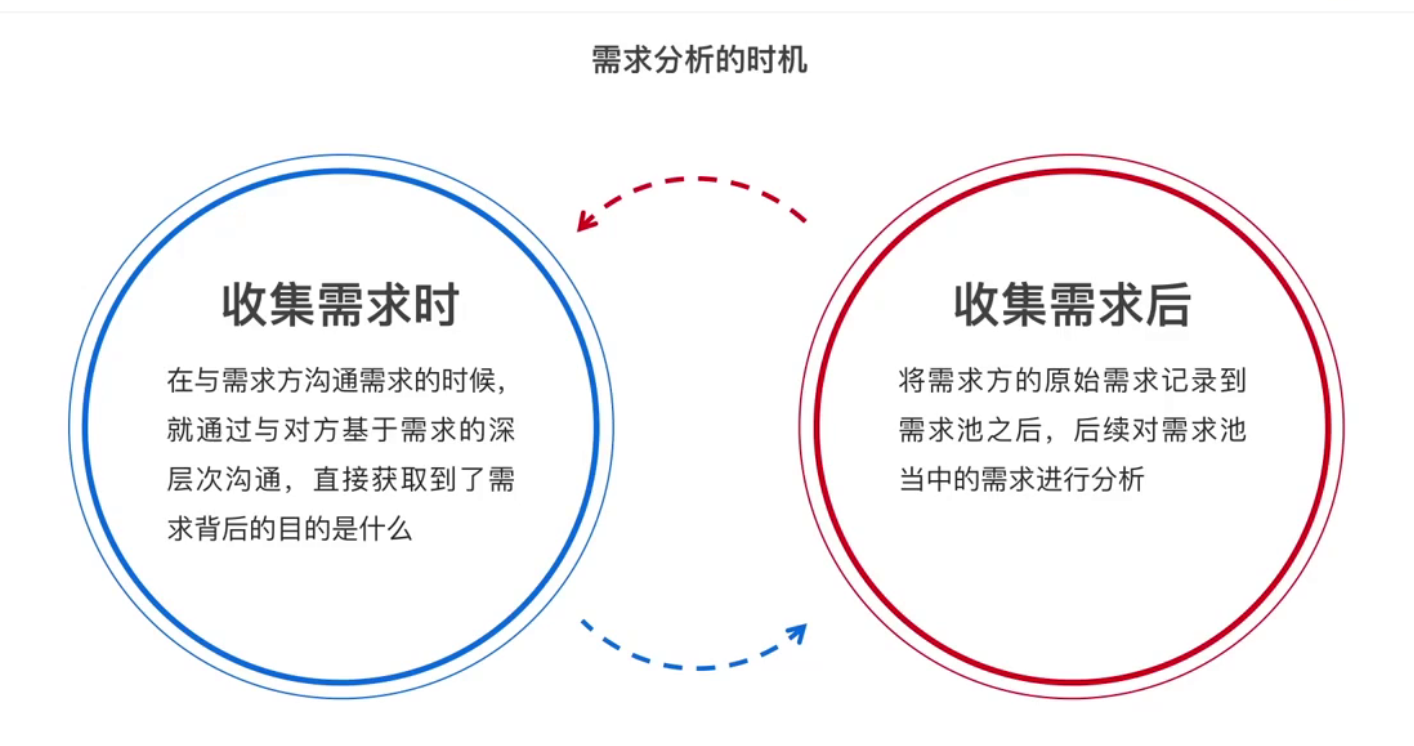 需求分析的时机
收集需求时
在与需求方沟通需求的时候，
就通过与对方基于需求的深
层次沟通，直接获取到了需
求背后的目的是什么
收集需求后
将需求方的原始需求记录到
需求池之后，后续对需求池
当中的需求进行分析